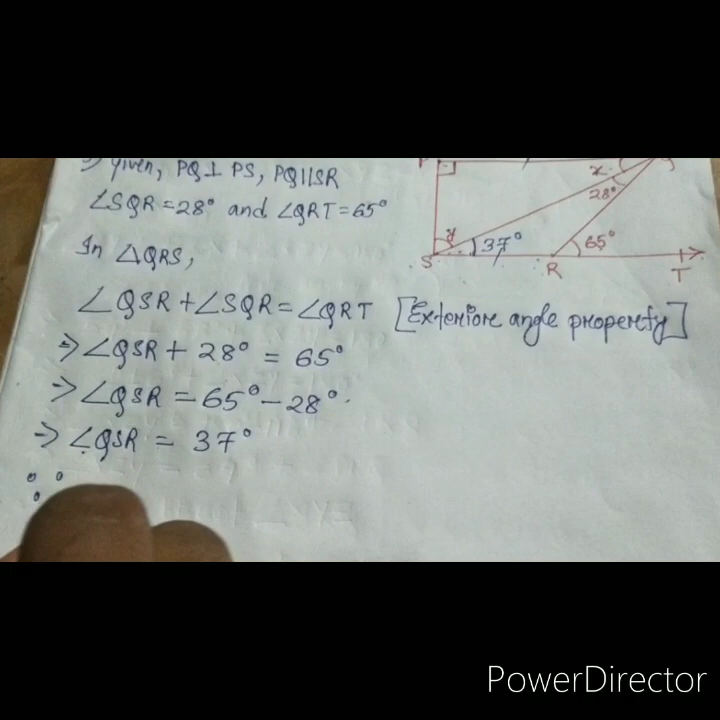 Given, PQ⊥ PS, PQ||SR
∠SQR = 28° and ∠QRT = 65°
In △QRS,
∠QSR + ∠SQR = ∠QRT [Exterior angle property]
⇒ ∠QSR + 28° = 65°
⇒ ∠QSR = 65° - 28°.
⇒ ∠QSR = 37°
∴
x
28°
y
37°
65°
S
R
T
PowerDirector